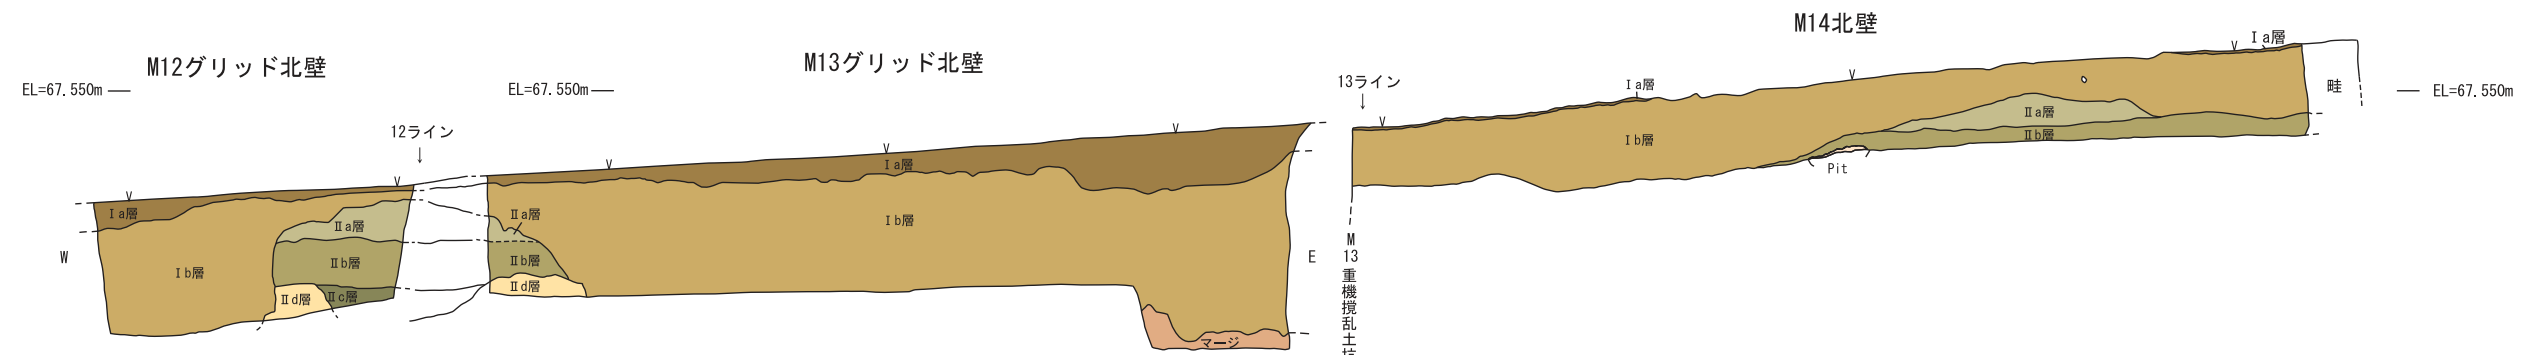 M12グリッド北壁
EL=67.550m
12ライン
Ⅰa層
Ⅱa層
Ⅰb層
Ⅱb層
Ⅱd層
Ⅱc層
W
M13グリッド北壁
EL=67.550m
Ⅰa層
Ⅱa層
Ⅰb層
Ⅱb層
Ⅱd層
マージ
E
M14北壁
13ライン
Ⅰa層
Ⅰa層
Ⅰb層
Ⅱa層
Ⅱb層
Pit
畦
EL=67.550m
M
13
重
機
撹
乱
土